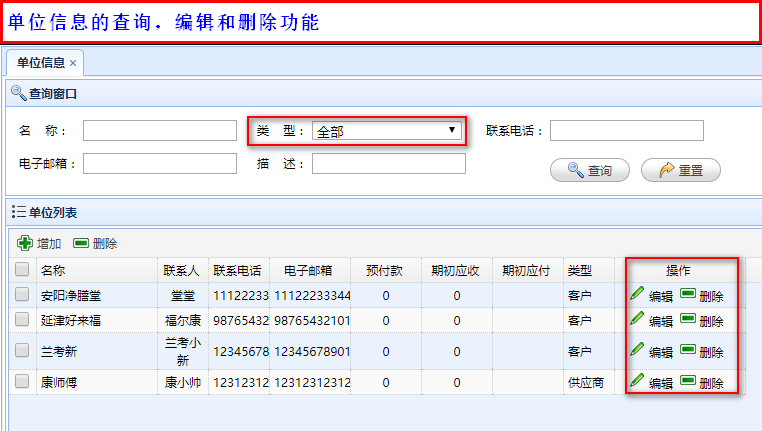 单位信息的查询，编辑和删除功能
单位信息 ×
查询窗口
名 称： 类 型： 全部 联系电话：
电子邮箱： 描 述： 查询 重置
单位列表
增加 删除
名称 联系人 联系电话 电子邮箱 预付款 期初应收 期初应付 类型 操作
安阳净膳堂 堂堂 11122233 11122233344 0 0 客户 编辑 删除
延津好来福 福尔康 98765432 98765432101 0 0 客户 编辑 删除
兰考新 兰考小新 12345678 12345678901 0 0 客户 编辑 删除
康师傅 康小帅 12312312 12312312312 0 0 供应商 编辑 删除